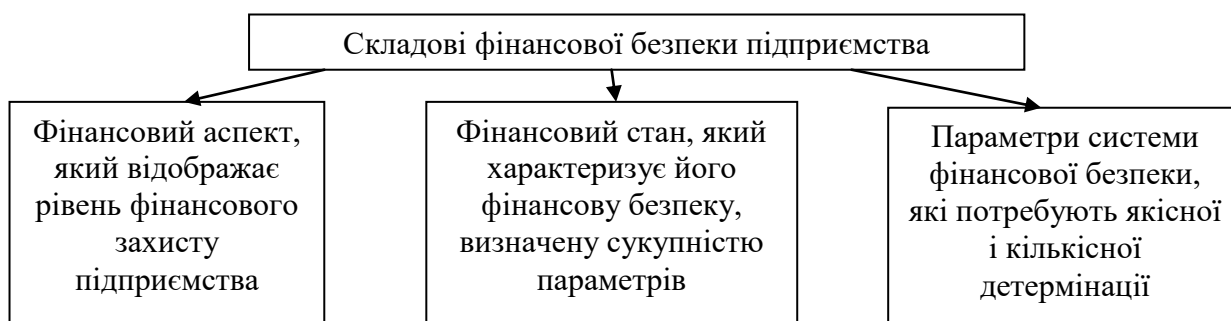 Складові фінансової безпеки підприємства
Фінансовий аспект,
який відображає
рівень фінансового
захисту
підприємства
Фінансовий стан, який
характеризує його
фінансову безпеку,
визначену сукупністю
параметрів
Параметри системи
фінансової безпеки,
які потребують якісної
і кількісної
детермінації